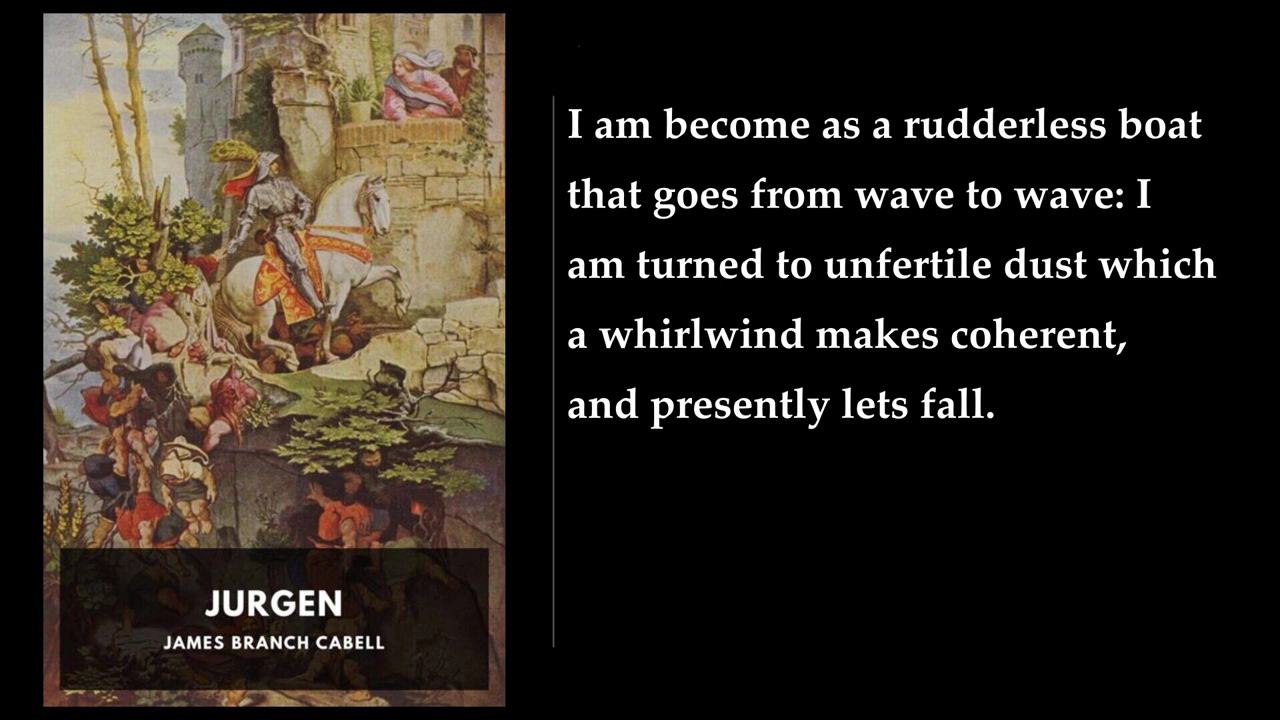 I am become as a rudderless boat
that goes from wave to wave: I
am turned to unfertile dust which
a whirlwind makes coherent,
and presently lets fall.
JURGEN
JAMES BRANCH CABELL